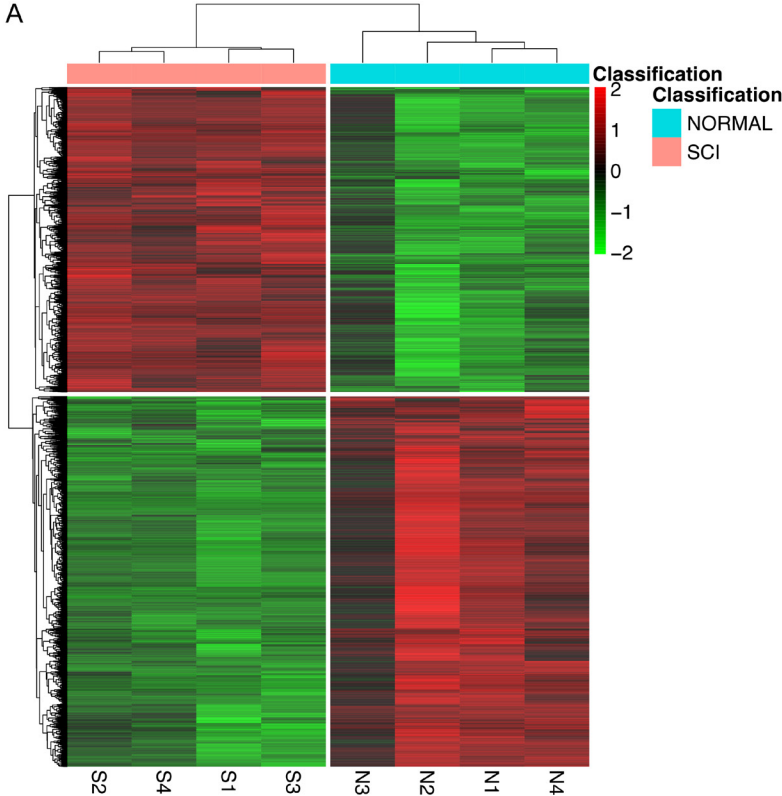 A
Classification
2
1
0
−1
−2
Classification
NORMAL
SCI
S2 S4 S1 S3 N3 N2 N1 N4